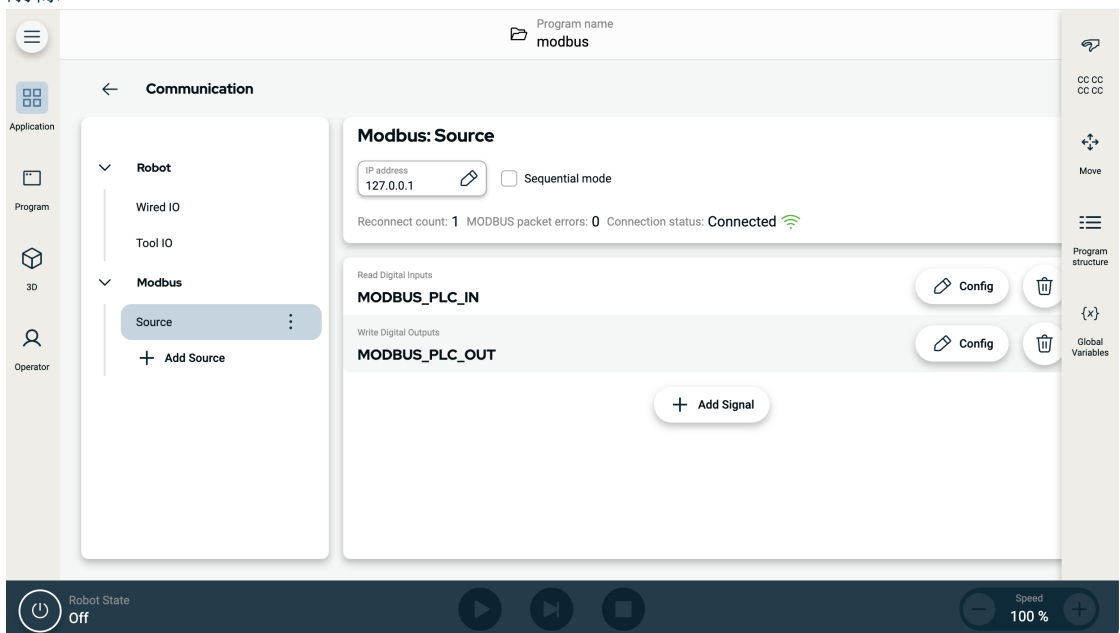 Program name
modbus
Application
Program
3D
Operator
Communication
Robot
Wired IO
Tool IO
Modbus
Source
Add Source
Modbus: Source
IP address
127.0.0.1
Sequential mode
Reconnect count: 1 MODBUS packet errors: 0 Connection status: Connected
Read Digital Inputs
MODBUS_PLC_IN
Config
Write Digital Outputs
MODBUS_PLC_OUT
Config
Add Signal
CC CC
CC CC
Move
Program
structure
{x}
Global
Variables
Robot State
Off
Speed
100 %